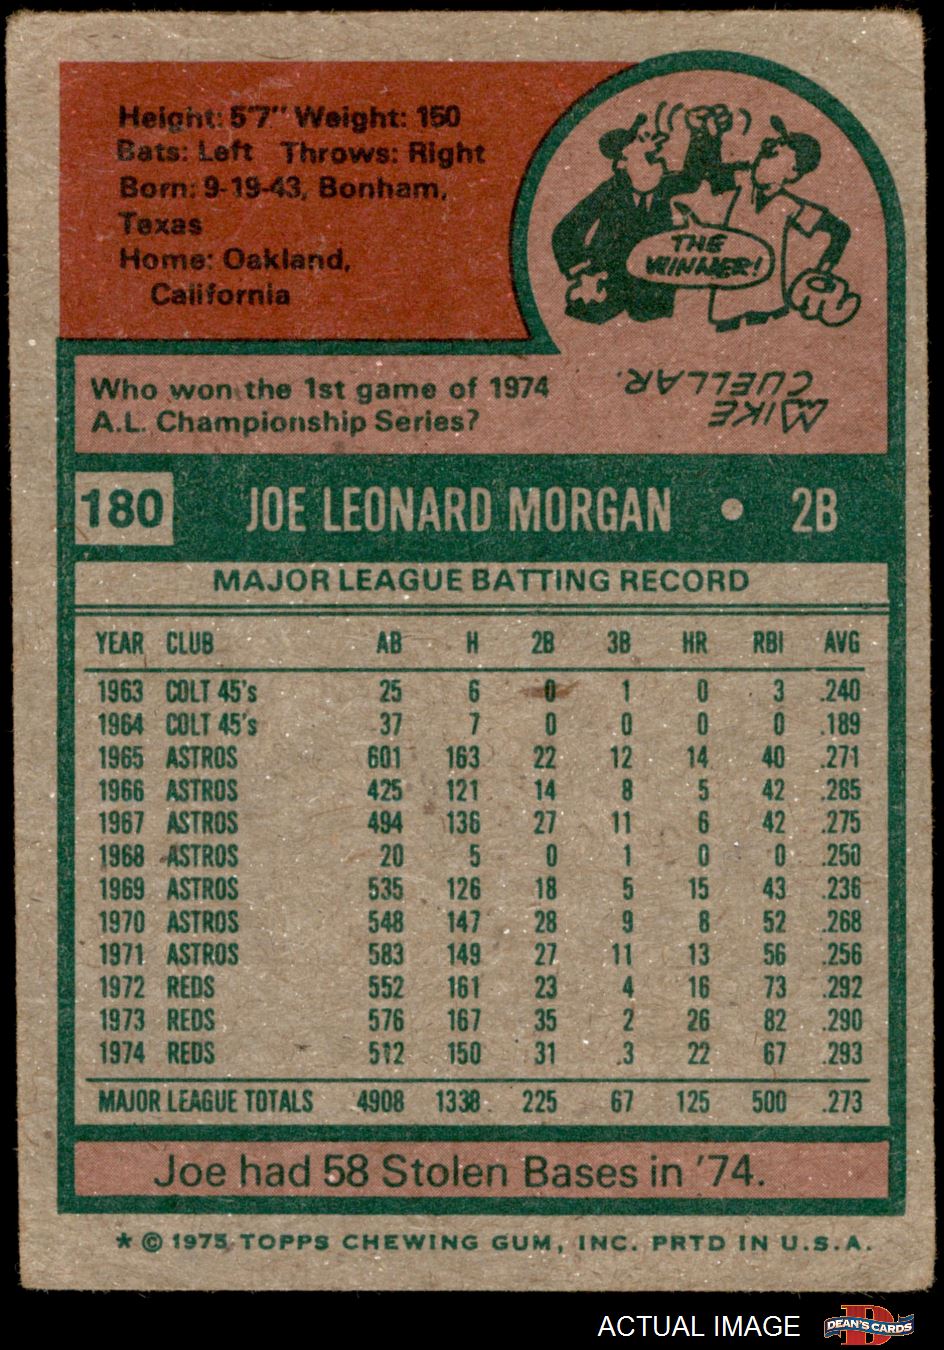 Height: 5'7" Weight: 150
Bats: Left Throws: Right
Born: 9-19-43, Bonham,
Texas
Home: Oakland,
California
THE
WINNER!
Who won the 1st game of 1974
A.L. Championship Series?
MIKE
CUELLAR.
180 JOE LEONARD MORGAN • 2B
MAJOR LEAGUE BATTING RECORD
YEAR CLUB AB H 2B 3B HR RBI AVG
1963 COLT 45's 25 6 0 1 0 3 .240
1964 COLT 45's 37 7 0 0 0 0 .189
1965 ASTROS 601 163 22 12 14 40 .271
1966 ASTROS 425 121 14 8 5 42 .285
1967 ASTROS 494 136 27 11 6 42 .275
1968 ASTROS 20 5 0 1 0 0 .250
1969 ASTROS 535 126 18 5 15 43 .236
1970 ASTROS 548 147 28 9 8 52 .268
1971 ASTROS 583 149 27 11 13 56 .256
1972 REDS 552 161 23 4 16 73 .292
1973 REDS 576 167 35 2 26 82 .290
1974 REDS 512 150 31 3 22 67 .293
MAJOR LEAGUE TOTALS 4908 1338 225 67 125 500 .273
Joe had 58 Stolen Bases in '74.
* © 1975 TOPPS CHEWING GUM, INC. PRTD IN U.S.A.
ACTUAL IMAGE DEAN'S CARDS